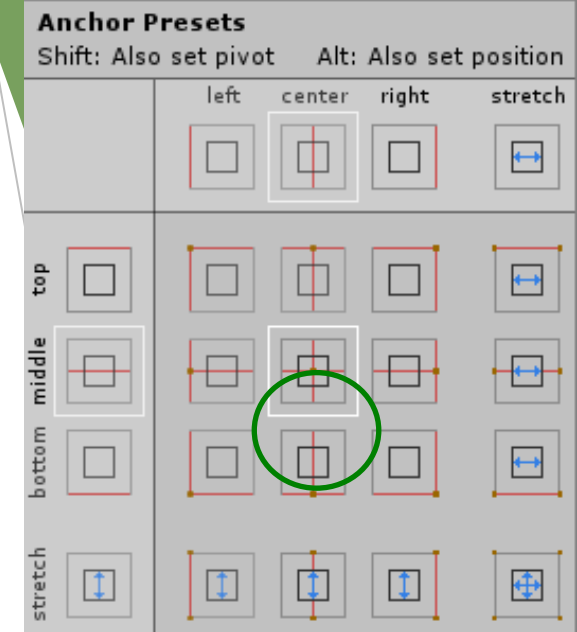 Anchor Presets
Shift: Also set pivot Alt: Also set position
left center right stretch
top
middle
bottom
stretch